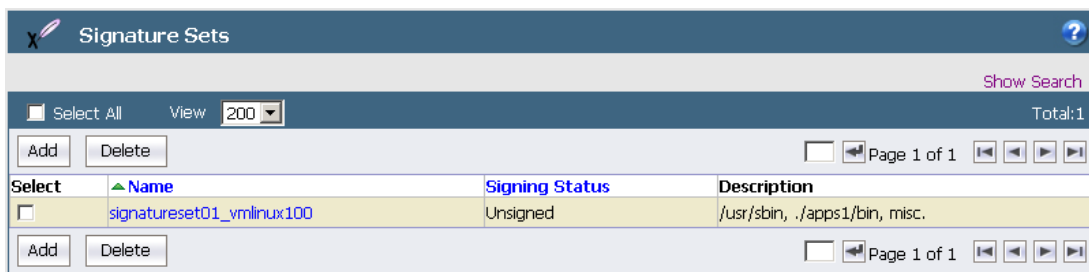 Signature Sets
?
Show Search
Select All View 200 Total:1
Add Delete Page 1 of 1
Select Name Signing Status Description
signatureset01_vmlinux100 Unsigned /usr/sbin, ./apps1/bin, misc.
Add Delete Page 1 of 1